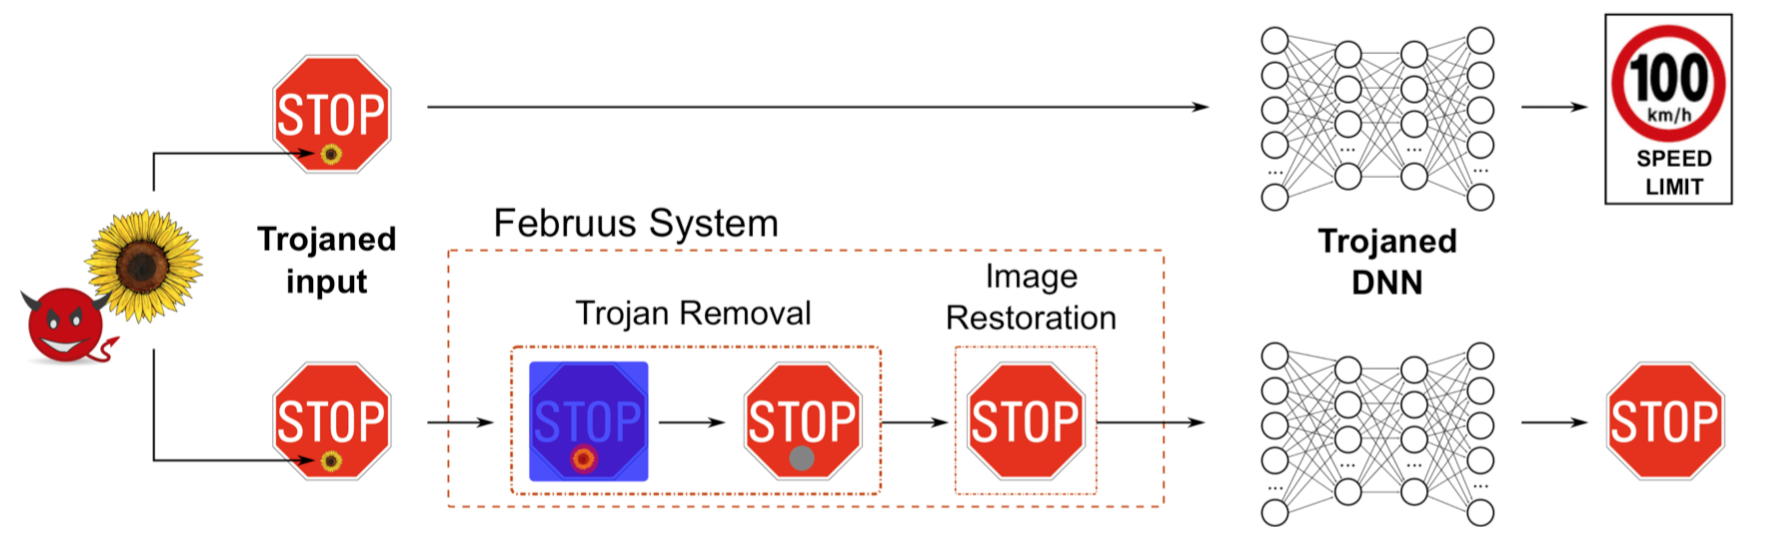 STOP
100
km/h
SPEED
LIMIT
Trojaned
input
Februus System
Trojaned
DNN
Image
Restoration
Trojan Removal
STOP
STOP
STOP
STOP
STOP
...
...
...
...
...
...
...
...